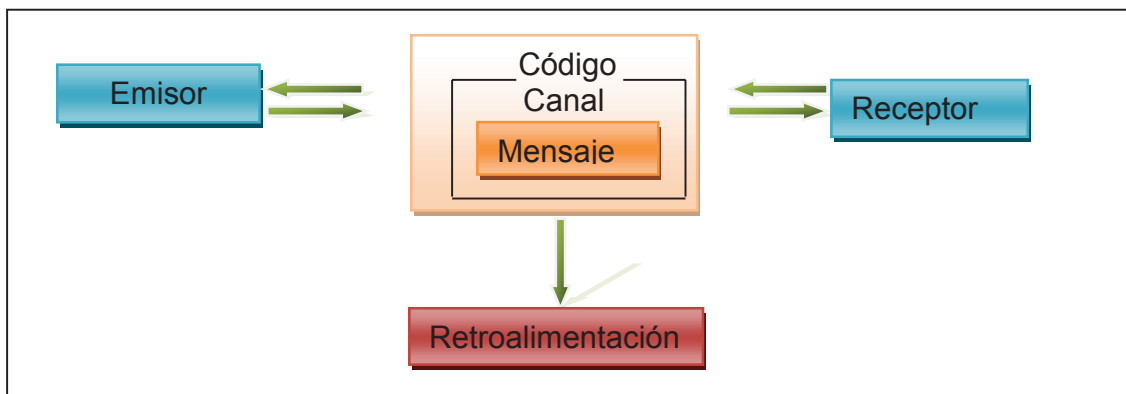 Emisor
Código
Canal
Mensaje
Receptor
Retroalimentación